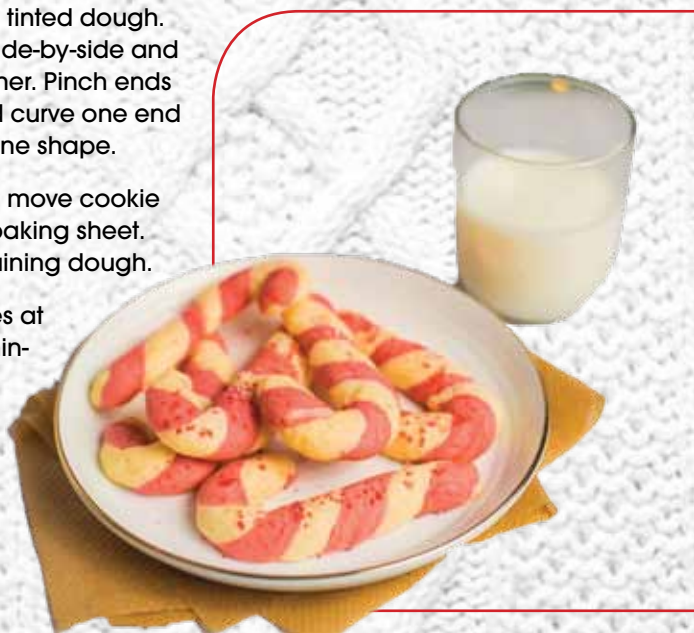 tinted dough.
de-by-side and
her. Pinch ends
d curve one end
ne shape.
move cookie
baking sheet.
aining dough.
es at
in-